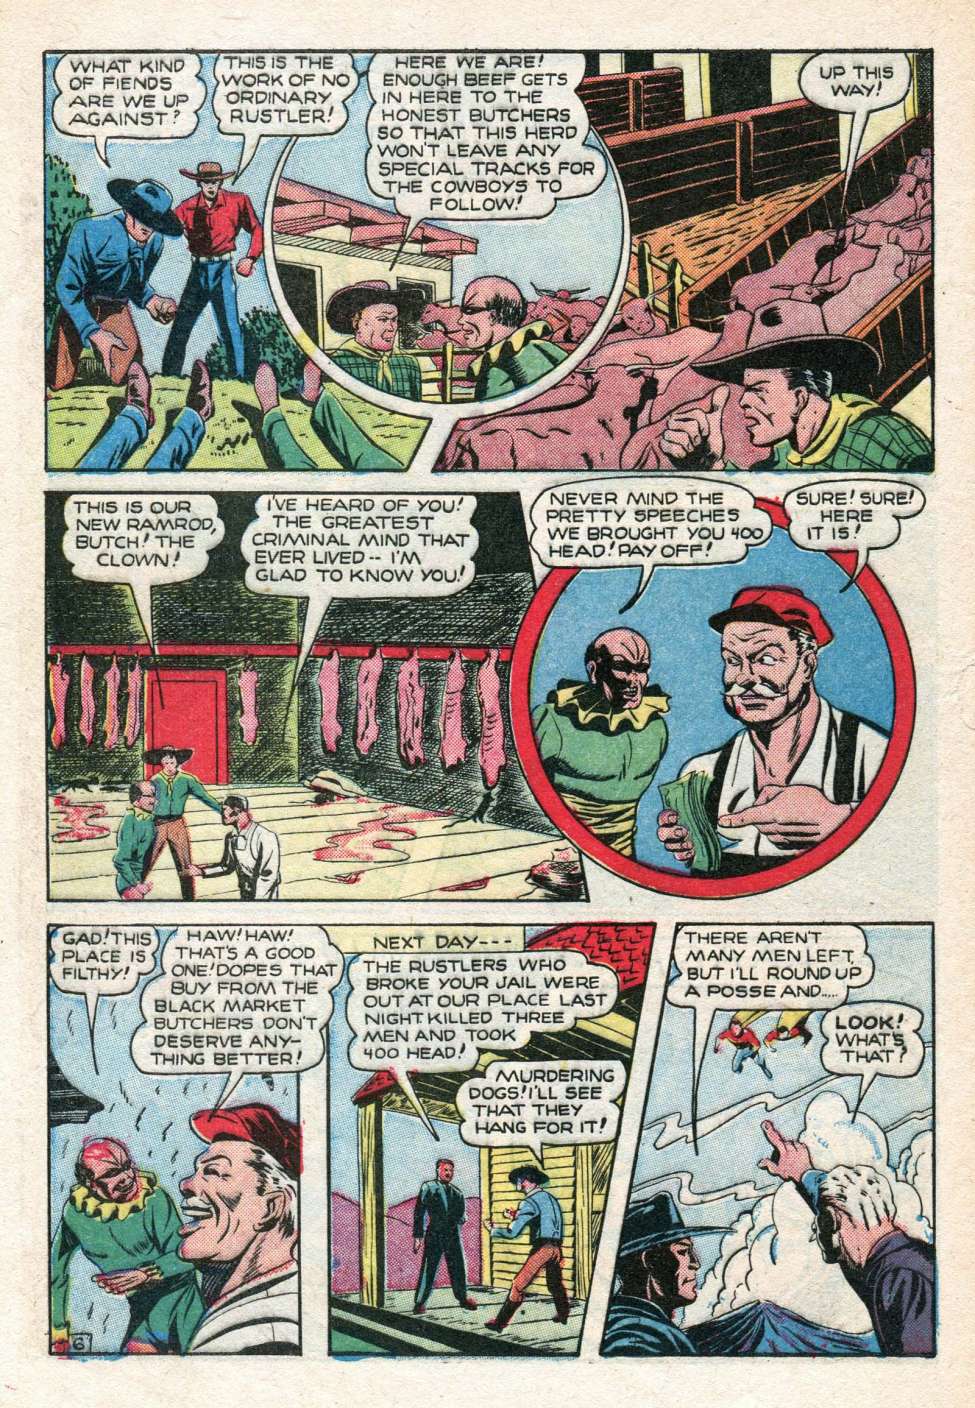 WHAT KIND
OF FIENDS
ARE WE UP
AGAINST?
THIS IS THE
WORK OF NO
ORDINARY
RUSTLER!
HERE WE ARE!
ENOUGH BEEF GETS
IN HERE TO THE
HONEST BUTCHERS
SO THAT THIS HERD
WON'T LEAVE ANY
SPECIAL TRACKS FOR
THE COWBOYS TO
FOLLOW!
UP THIS
WAY!
THIS IS OUR
NEW RAMROD,
BUTCH! THE
CLOWN!
I'VE HEARD OF YOU!
THE GREATEST
CRIMINAL MIND THAT
EVER LIVED-- I'M
GLAD TO KNOW YOU!
NEVER MIND THE
PRETTY SPEECHES
WE BROUGHT YOU 400
HEAD! PAY OFF!
SURE! SURE!
HERE
IT IS!
GAD! THIS
PLACE IS
FILTHY!
HAW! HAW!
THAT'S A GOOD
ONE! DOPES THAT
BUY FROM THE
BLACK MARKET
BUTCHERS DON'T
DESERVE ANY-
THING BETTER!
NEXT DAY---
THE RUSTLERS WHO
BROKE YOUR JAIL WERE
OUT AT OUR PLACE LAST
NIGHT KILLED THREE
MEN AND TOOK
400 HEAD!
MURDERING
DOGS! I'LL SEE
THAT THEY
HANG FOR IT!
THERE AREN'T
MANY MEN LEFT,
BUT I'LL ROUND UP
A POSSE AND.....
LOOK!
WHAT'S
THAT?
6